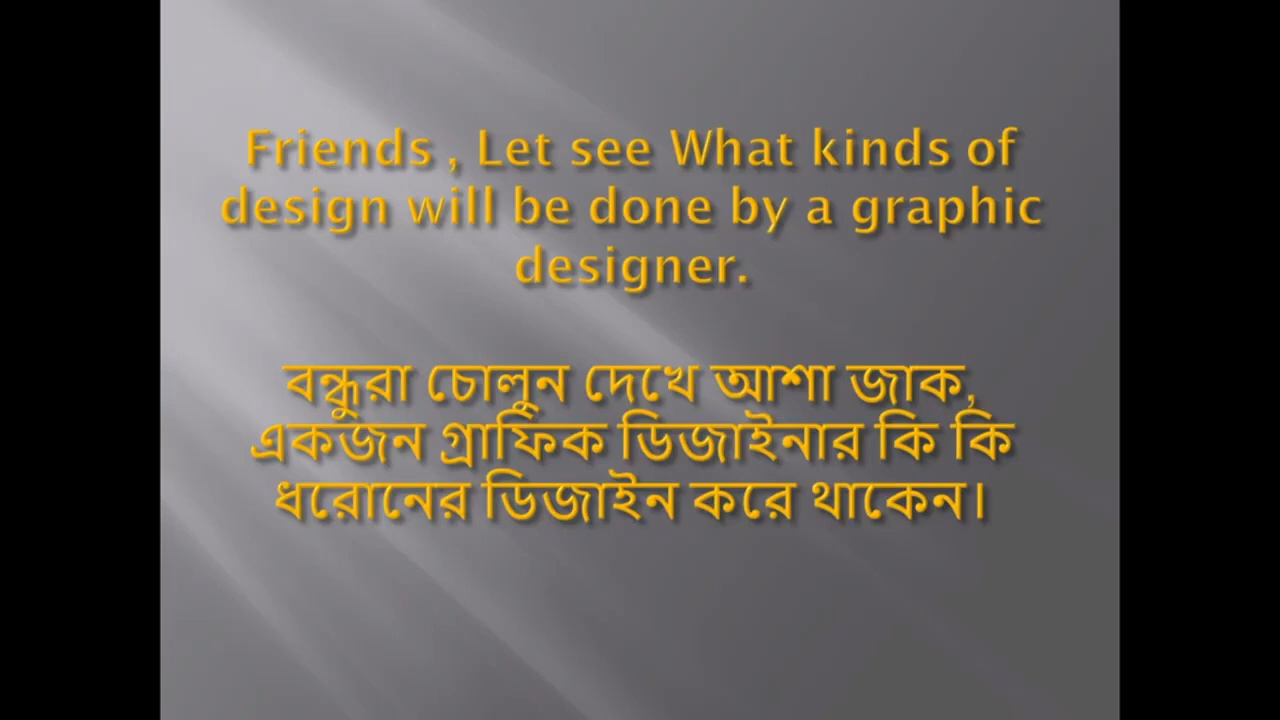 Friends , Let see What kinds of
design will be done by a graphic
designer.
বন্ধুরা চোলুন দেখে আশা জাক,
একজন গ্রাফিক ডিজাইনার কি কি
ধরোনের ডিজাইন করে থাকেন।